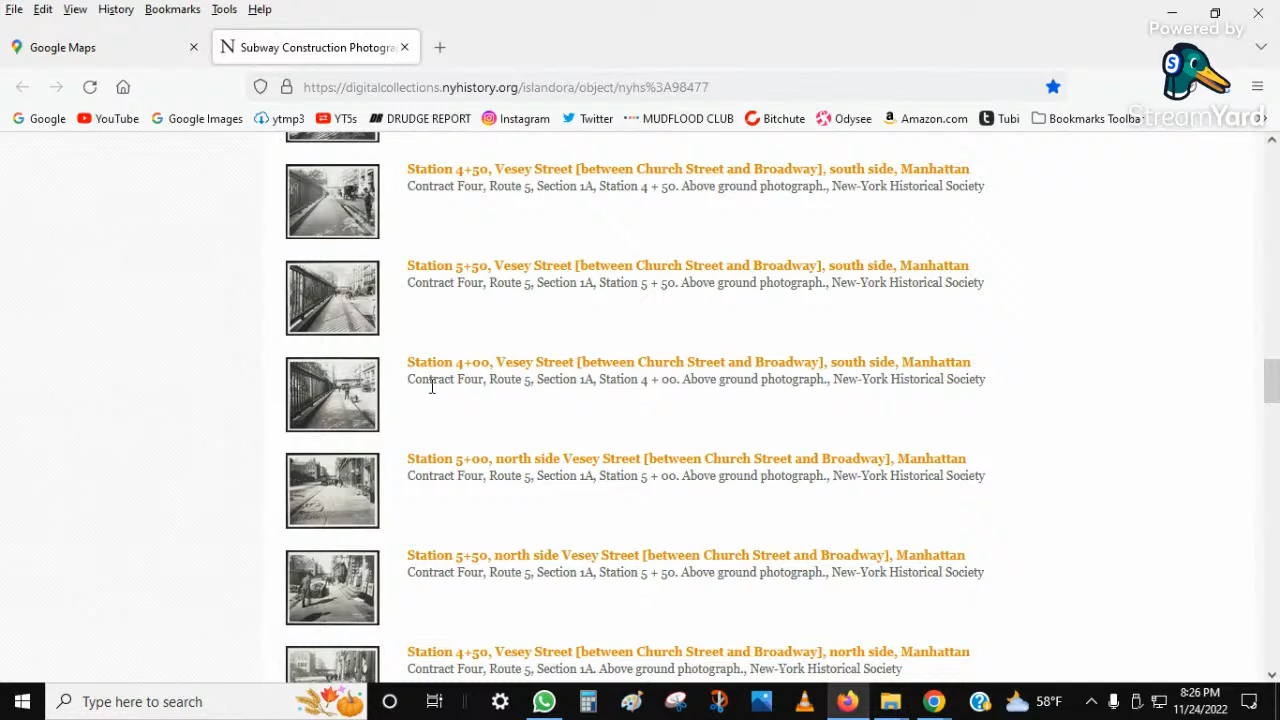 File Edit View History Bookmarks Tools Help
Powered by
Google Maps
N Subway Construction Photogra
https://digitalcollections.nyhistory.org/islandora/object/nyhs%3A98477
StreamYard
Google YouTube Google Images ytmp3 YT5s DRUDGE REPORT Instagram Twitter MUDFLOOD CLUB Bitchute Odysee Amazon.com Tubi Bookmarks Toolba
Station 4+50, Vesey Street [between Church Street and Broadway], south side, Manhattan
Contract Four, Route 5, Section 1A, Station 4 + 50. Above ground photograph., New-York Historical Society
Station 5+50, Vesey Street [between Church Street and Broadway], south side, Manhattan
Contract Four, Route 5, Section 1A, Station 5 + 50. Above ground photograph., New-York Historical Society
Station 4+00, Vesey Street [between Church Street and Broadway], south side, Manhattan
Contract Four, Route 5, Section 1A, Station 4 + 00. Above ground photograph., New-York Historical Society
Station 5+00, north side Vesey Street [between Church Street and Broadway], Manhattan
Contract Four, Route 5, Section 1A, Station 5 + 00. Above ground photograph., New-York Historical Society
Station 5+50, north side Vesey Street [between Church Street and Broadway], Manhattan
Contract Four, Route 5, Section 1A, Station 5 + 50. Above ground photograph., New-York Historical Society
Station 4+50, Vesey Street [between Church Street and Broadway], north side, Manhattan
Contract Four, Route 5, Section 1A. Above ground photograph., New-York Historical Society
Type here to search
58°F
8:26 PM
11/24/2022